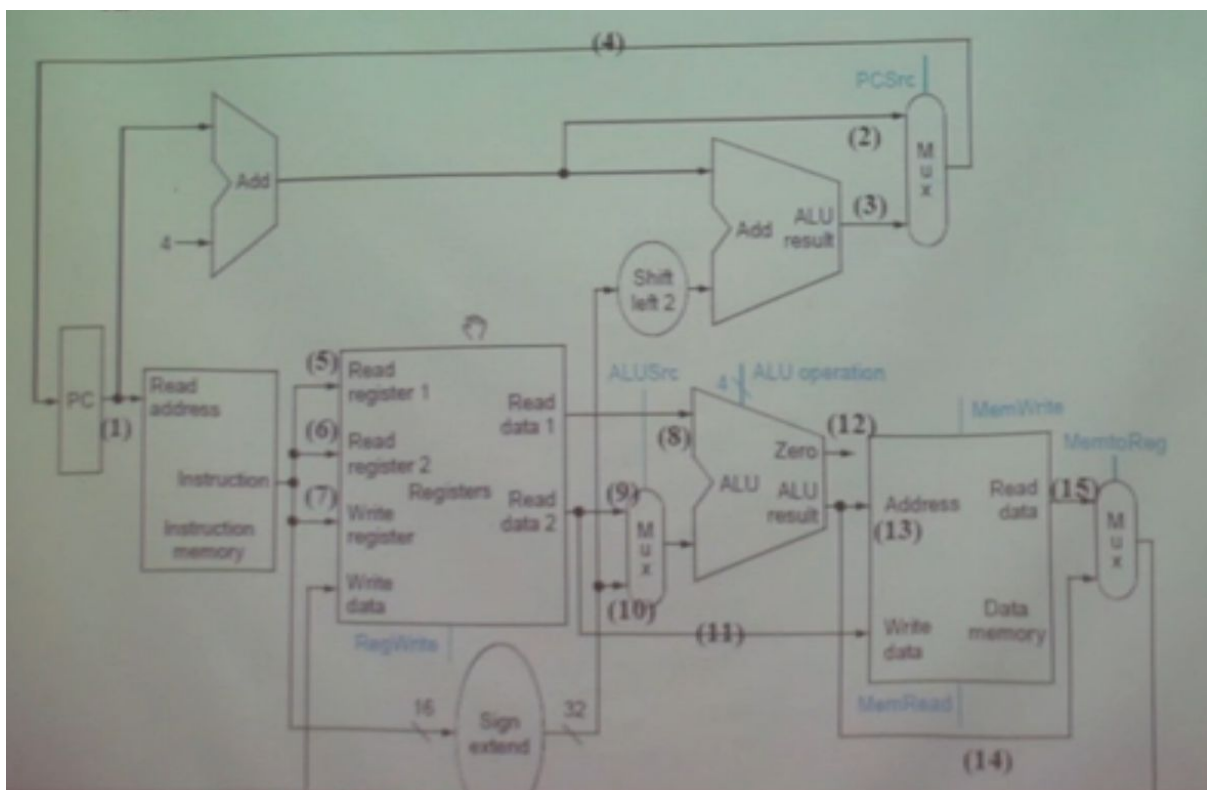 (4)
PCSrc
(2)
M
u
x
Add
4
Add
ALU
result
(3)
Shift
left 2
PC
(1)
Read
address
Instruction
Instruction
memory
(5)
Read
register 1
(6)
Read
register 2
(7)
Write
register
Write
data
Registers
Read
data 1
Read
data 2
RegWrite
16
Sign
extend
32
ALUSrc
(9)
M
u
x
(10)
(11)
4
ALU operation
(8)
Zero
ALU
ALU
result
(12)
MemWrite
Address
(13)
Read
data
Write
data
Data
memory
MemRead
(14)
MemtoReg
(15)
M
u
x